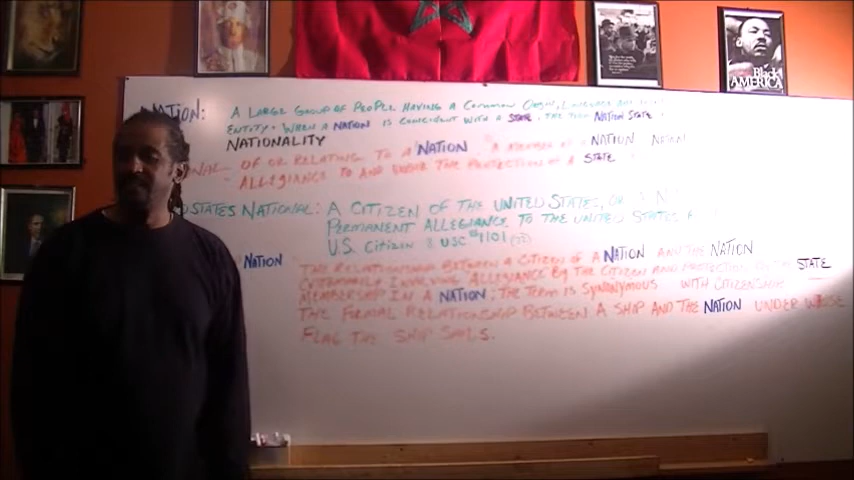 NATION: A LARGE GROUP OF PEOPLE HAVING A COMMON ORIGIN, LANGUAGE
ENTITY. WHEN A NATION IS COINCIDENT WITH A STATE, THE TERM NATION STATE
NATIONALITY
OF OR RELATING TO A NATION A MEMBER OF NATION
ALLEGIANCE TO AND UNDER THE PROTECTION OF A STATE
STATES NATIONAL: A CITIZEN OF THE UNITED STATES, OR
PERMANENT ALLEGIANCE TO THE UNITED STATES
U.S. CITIZEN 8 USC 1101 (22)
NATION THE RELATIONSHIP BETWEEN A CITIZEN OF A NATION AND THE NATION
INVOLVING ALLEGIANCE BY THE CITIZEN AND PROTECTION BY THE STATE
MEMBERSHIP IN A NATION; THE TERM IS SYNONYMOUS WITH CITIZENSHIP
THE FORMAL RELATIONSHIP BETWEEN A SHIP AND THE NATION UNDER WHOSE
FLAG THE SHIP SAILS.
Black
AMERICA